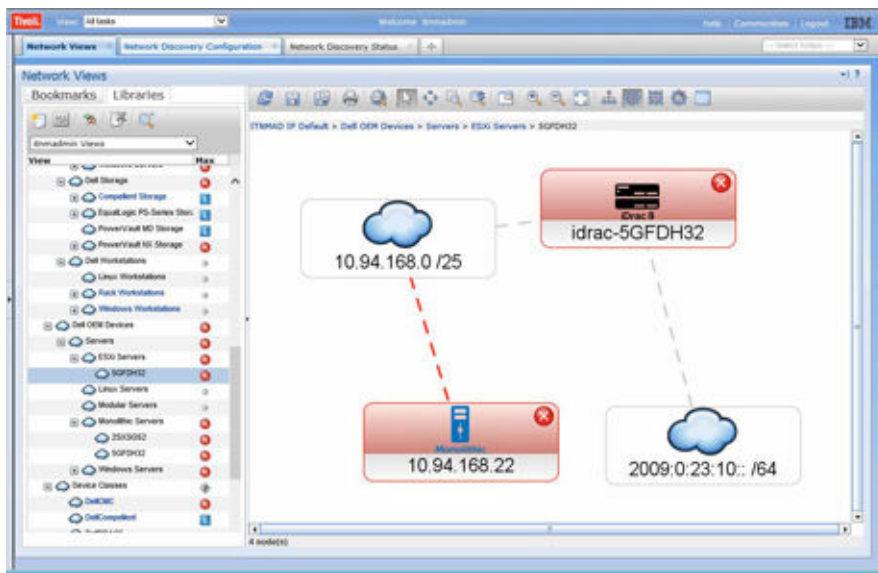 Tivoli. View: All tasks Welcome itnmadmin Help Communities Logout IBM
Network Views Network Discovery Configuration Network Discovery Status -- Select Action --
Network Views
Bookmarks Libraries
itnmadmin Views
ITNMAD IP Default > Dell OEM Devices > Servers > ESXi Servers > 5GFDH32
View Max
Windows Servers
Dell Storage
Compellent Storage
EqualLogic PS-Series Stor
PowerVault MD Storage
PowerVault NX Storage
Dell Workstations
Linux Workstations
Rack Workstations
Windows Workstations
Dell OEM Devices
Servers
ESXi Servers
5GFDH32
Linux Servers
Modular Servers
Monolithic Servers
2SXSG62
5GFDH32
Windows Servers
Device Classes
DellCMC
DellCompellent
10.94.168.0 /25
iDrac 8
idrac-5GFDH32
Monolithic
10.94.168.22
2009:0:23:10:: /64
4 node(s)